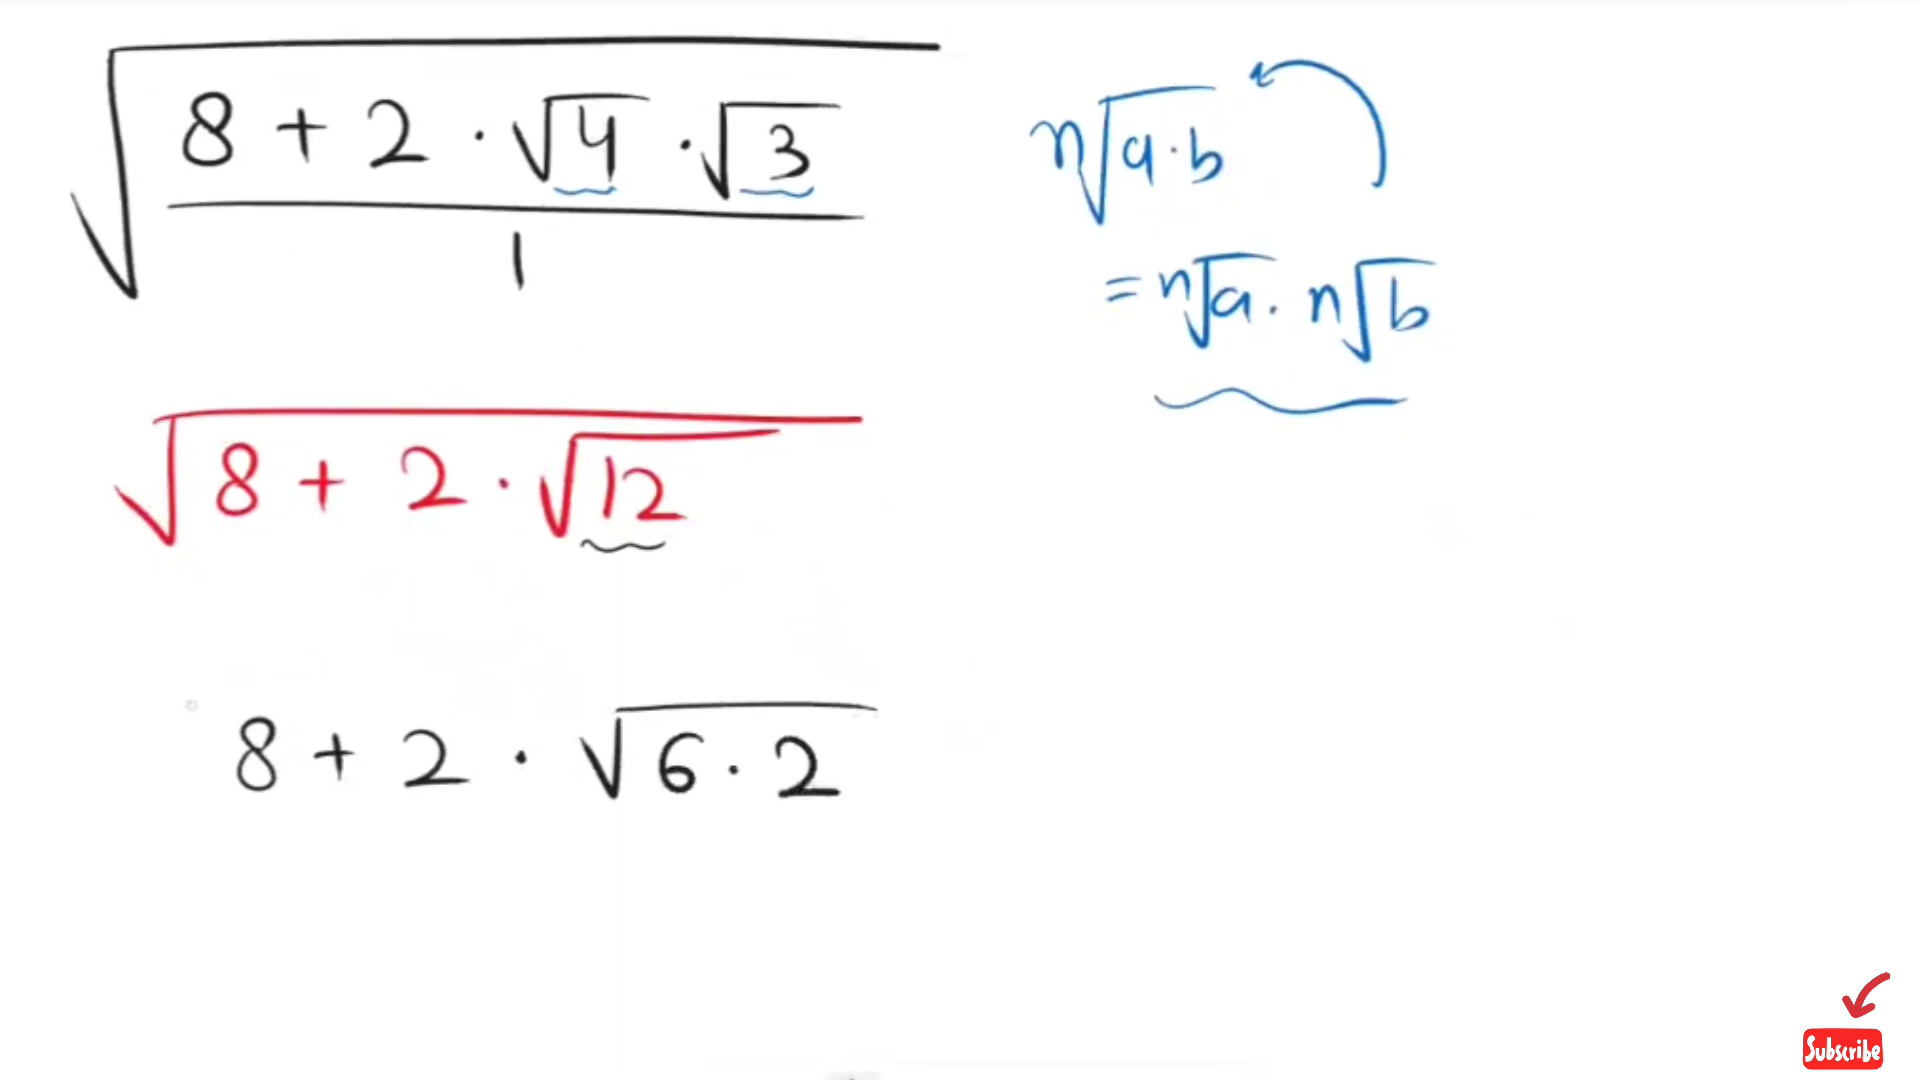 √(8 + 2 · √4 · √3 / 1)
ⁿ√(a · b)
= ⁿ√a · ⁿ√b
√(8 + 2 · √12)
8 + 2 · √(6 · 2)
Subscribe